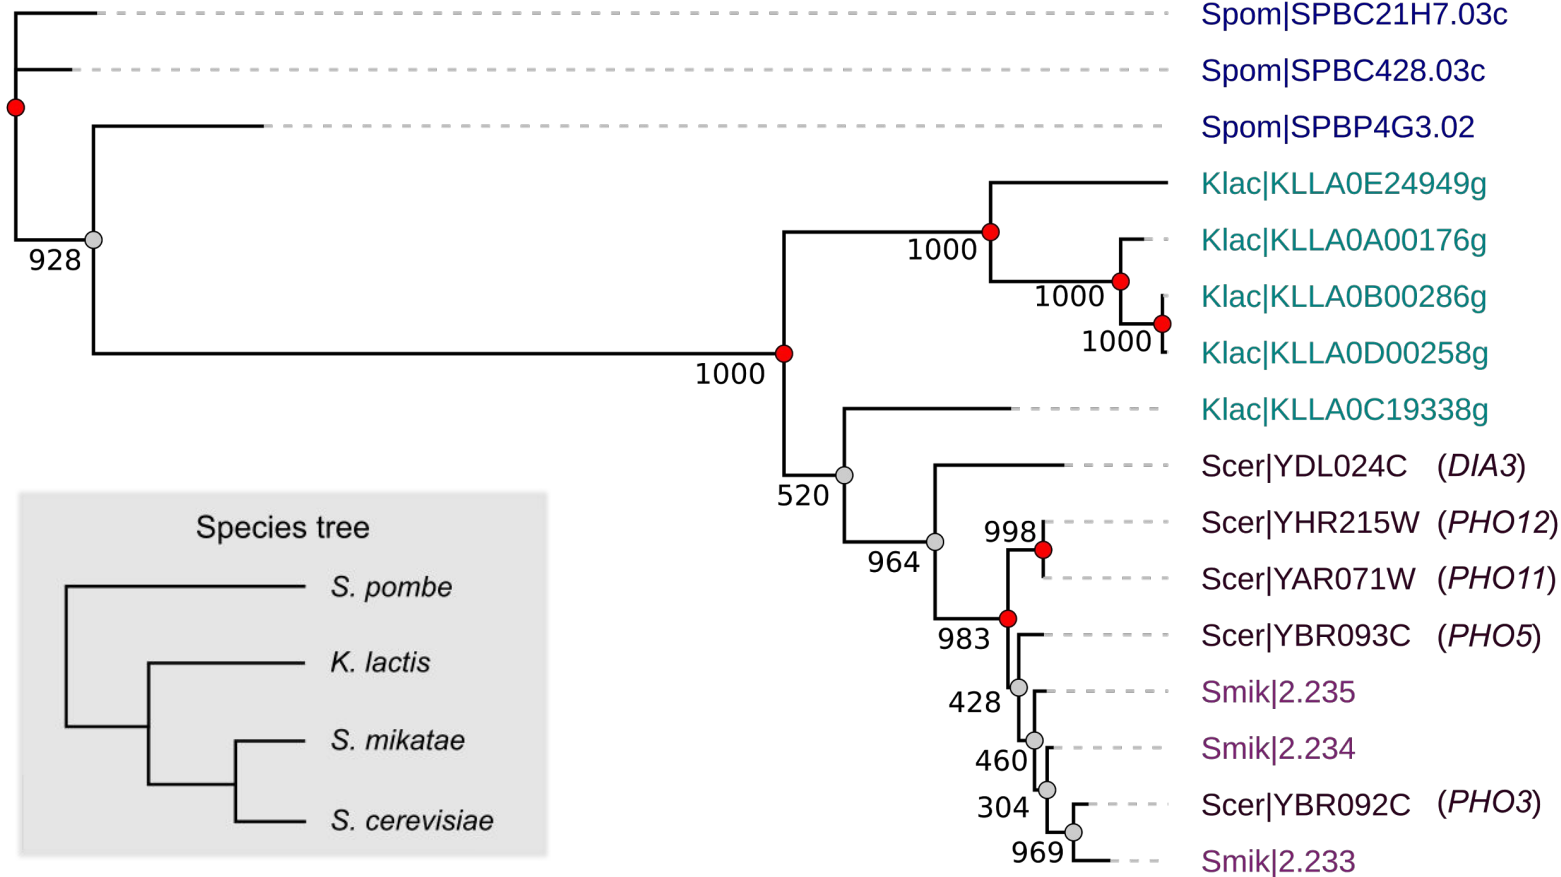 Spom|SPBC21H7.03c
Spom|SPBC428.03c
Spom|SPBP4G3.02
Klac|KLLA0E24949g
1000
Klac|KLLA0A00176g
928
1000
Klac|KLLA0B00286g
1000
Klac|KLLA0D00258g
1000
Klac|KLLA0C19338g
Scer|YDL024C (DIA3)
520
Scer|YHR215W (PHO12)
998
964
Scer|YAR071W (PHO11)
983
Scer|YBR093C (PHO5)
428
Smik|2.235
460
Smik|2.234
304
Scer|YBR092C (PHO3)
969
Smik|2.233
Species tree
S. pombe
K. lactis
S. mikatae
S. cerevisiae